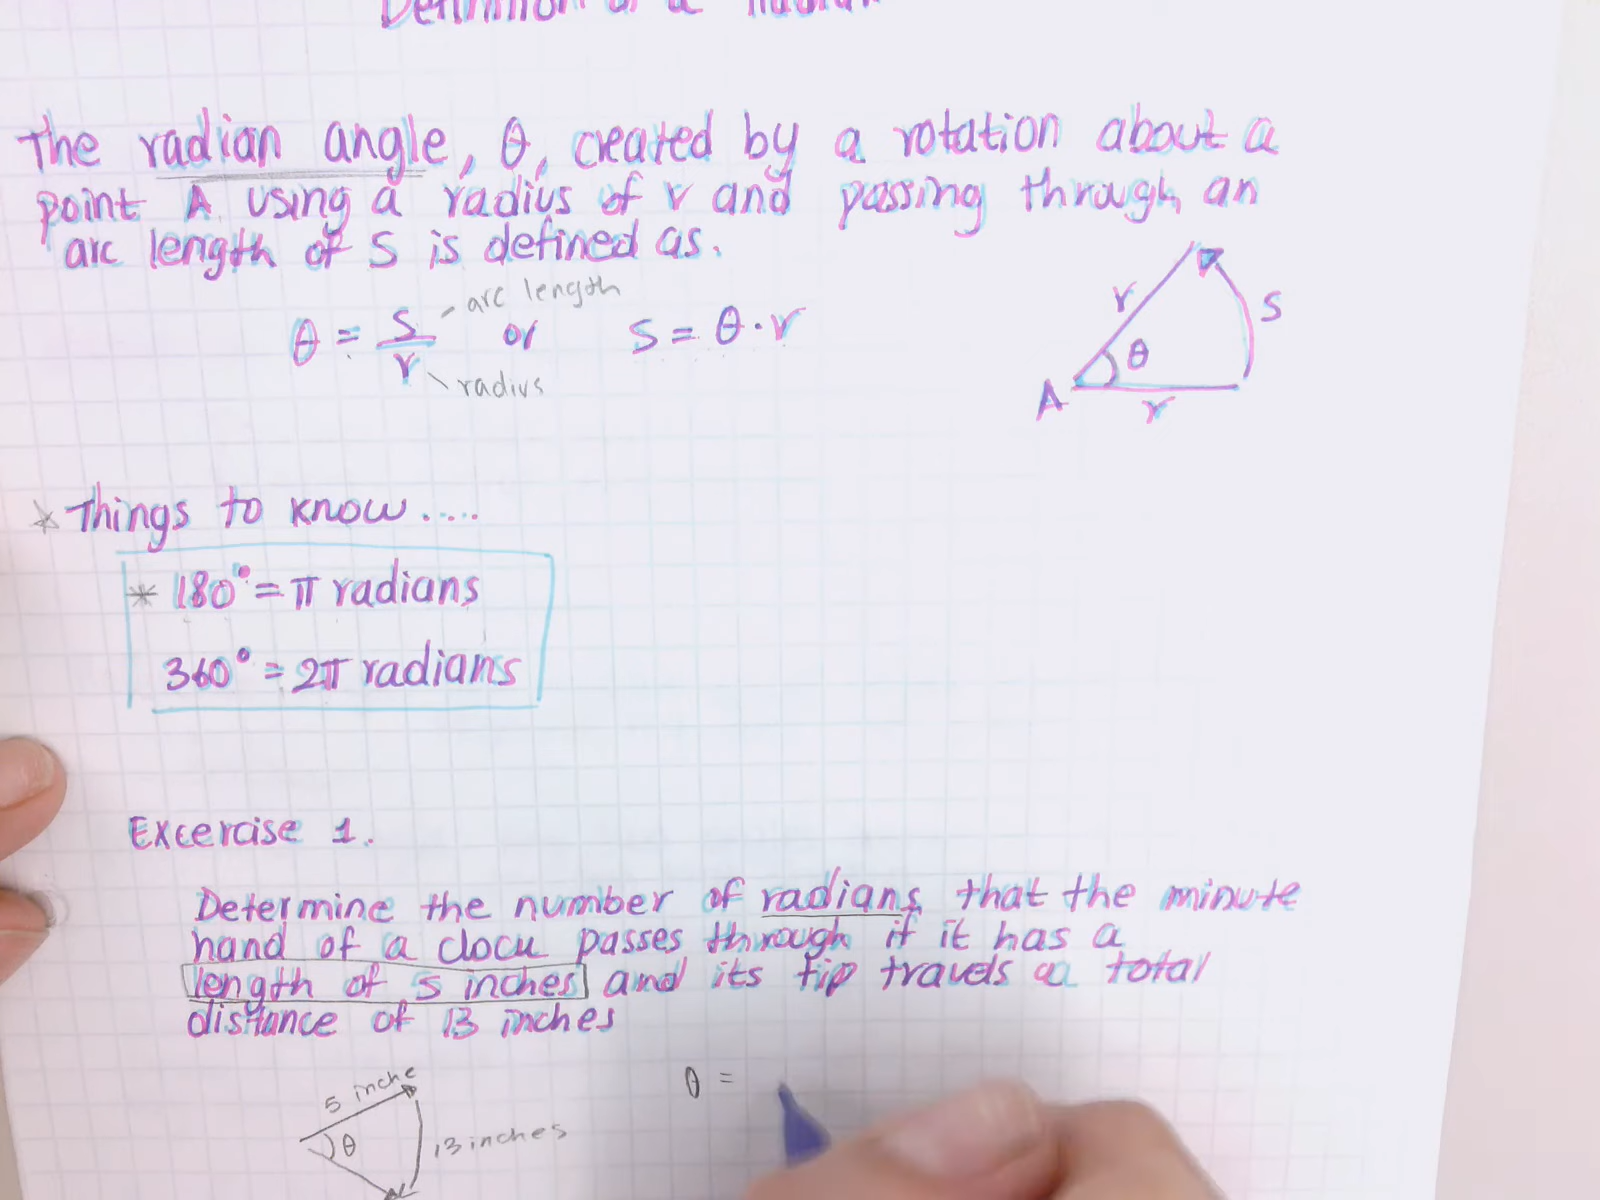 Definition of a
The radian angle, θ, created by a rotation about a
point A using a radius of r and passing through an
arc length of S is defined as.
θ = s/r or S = θ · r
arc length
radius
r
S
θ
A
r
* Things to know.....
* 180° = π radians
360° = 2π radians
Excercise 1.
Determine the number of radians that the minute
hand of a clock passes through if it has a
length of 5 inches and its tip travels a total
distance of 13 inches
5 inche
θ
13 inches
θ =